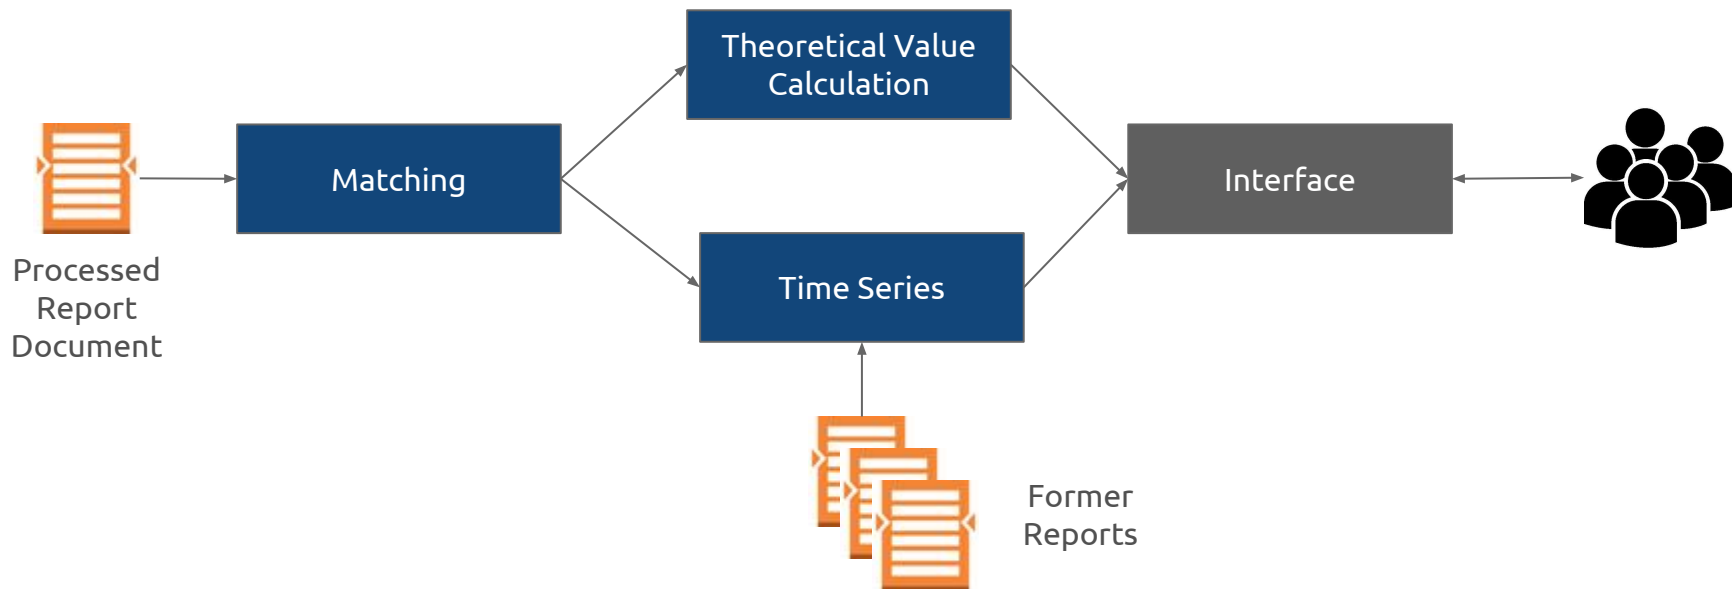 Theoretical Value
Calculation
Matching
Interface
Processed
Report
Document
Time Series
Former
Reports